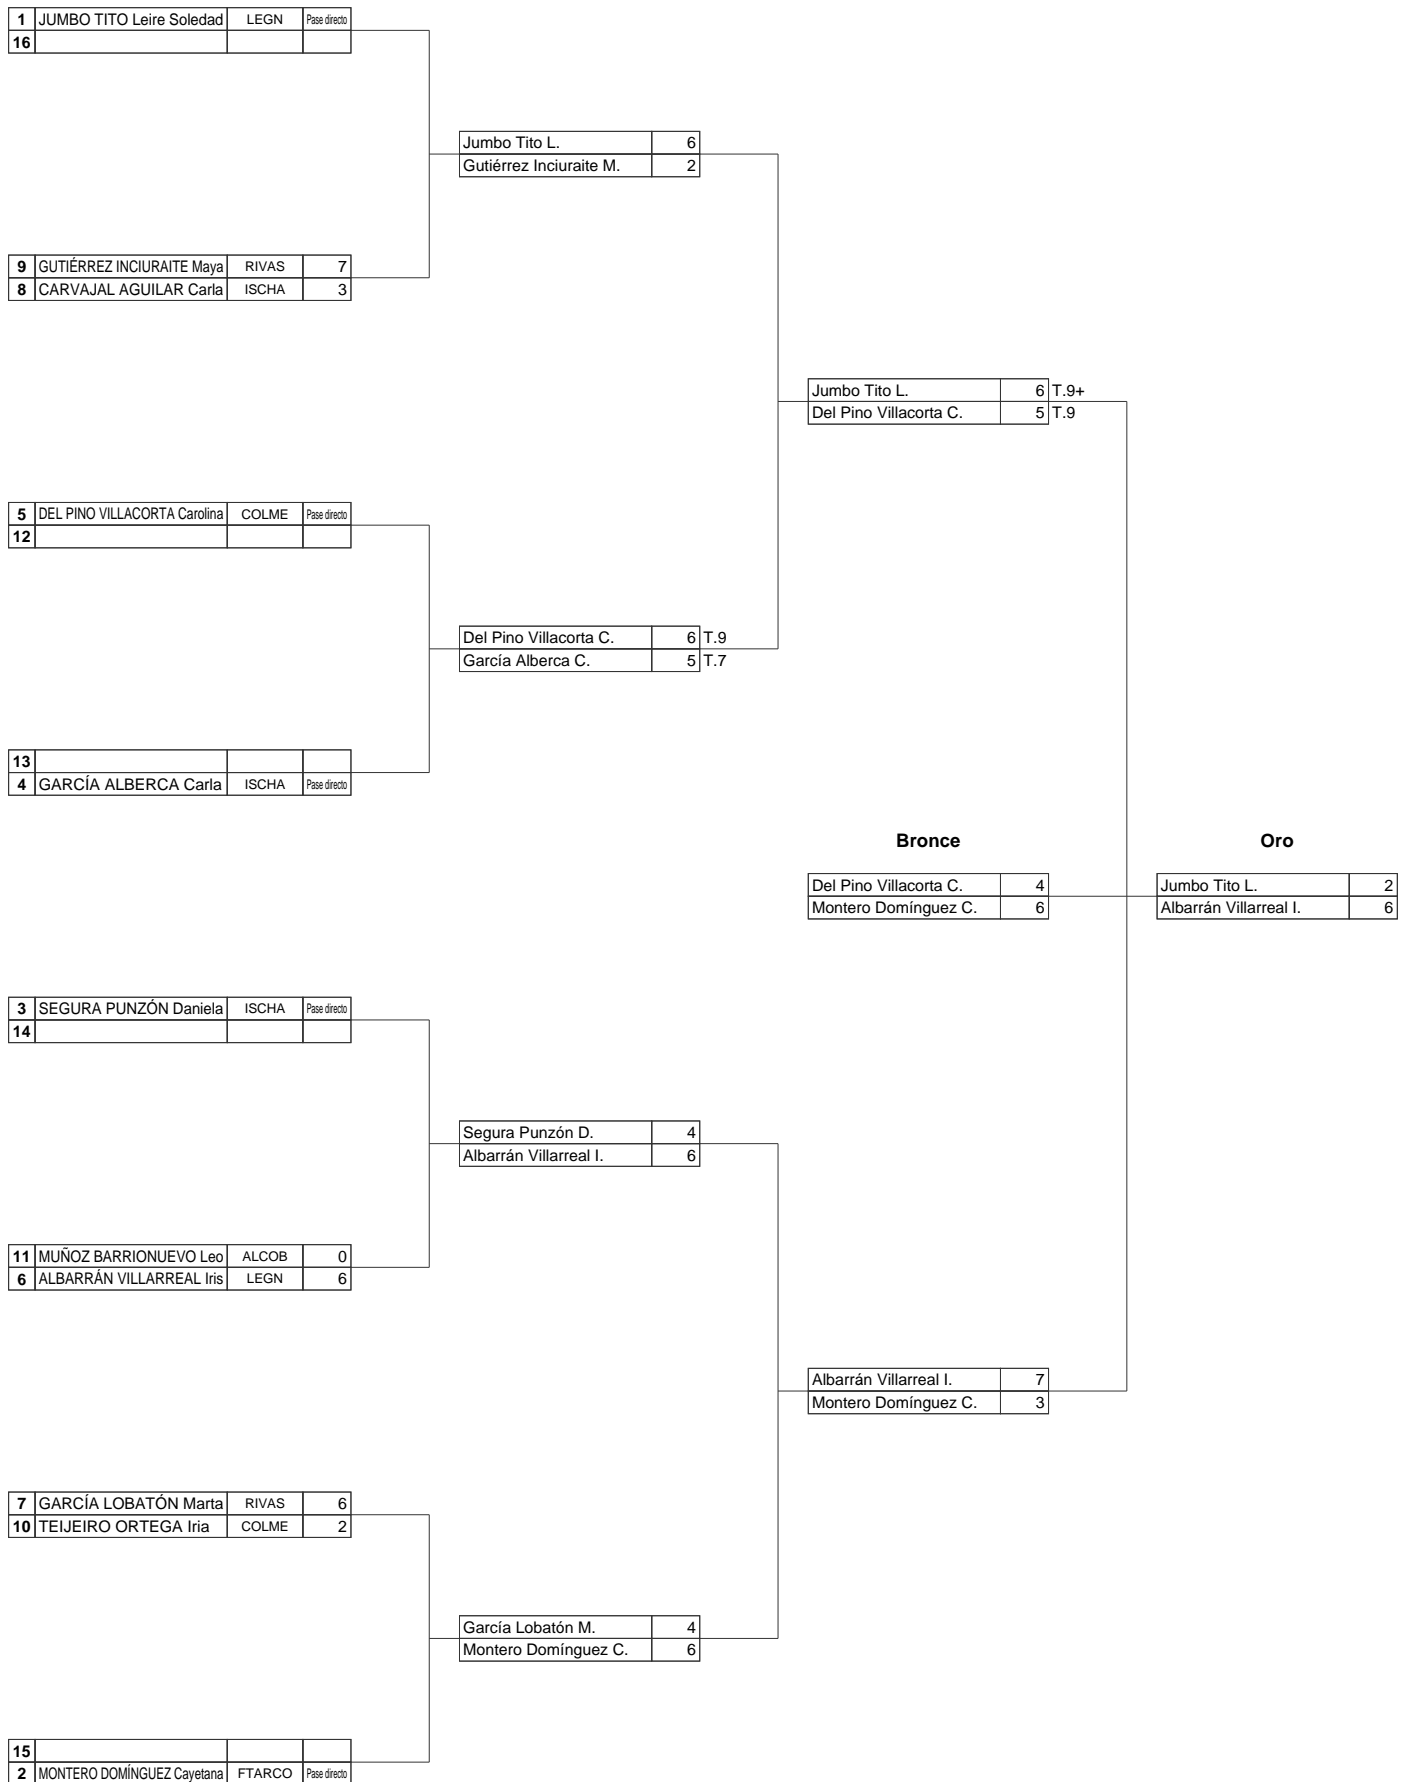 1 JUMBO TITO Leire Soledad LEGN Pase directo
16
Jumbo Tito L. 6
Gutiérrez Inciuraite M. 2
9 GUTIÉRREZ INCIURAITE Maya RIVAS 7
8 CARVAJAL AGUILAR Carla ISCHA 3
Jumbo Tito L. 6 T.9+
Del Pino Villacorta C. 5 T.9
5 DEL PINO VILLACORTA Carolina COLME Pase directo
12
Del Pino Villacorta C. 6 T.9
García Alberca C. 5 T.7
13
4 GARCÍA ALBERCA Carla ISCHA Pase directo
Bronce Oro
Del Pino Villacorta C. 4 Jumbo Tito L. 2
Montero Domínguez C. 6 Albarrán Villarreal I. 6
3 SEGURA PUNZÓN Daniela ISCHA Pase directo
14
Segura Punzón D. 4
Albarrán Villarreal I. 6
11 MUÑOZ BARRIONUEVO Leo ALCOB 0
6 ALBARRÁN VILLARREAL Iris LEGN 6
Albarrán Villarreal I. 7
Montero Domínguez C. 3
7 GARCÍA LOBATÓN Marta RIVAS 6
10 TEIJEIRO ORTEGA Iria COLME 2
García Lobatón M. 4
Montero Domínguez C. 6
15
2 MONTERO DOMÍNGUEZ Cayetana FTARCO Pase directo